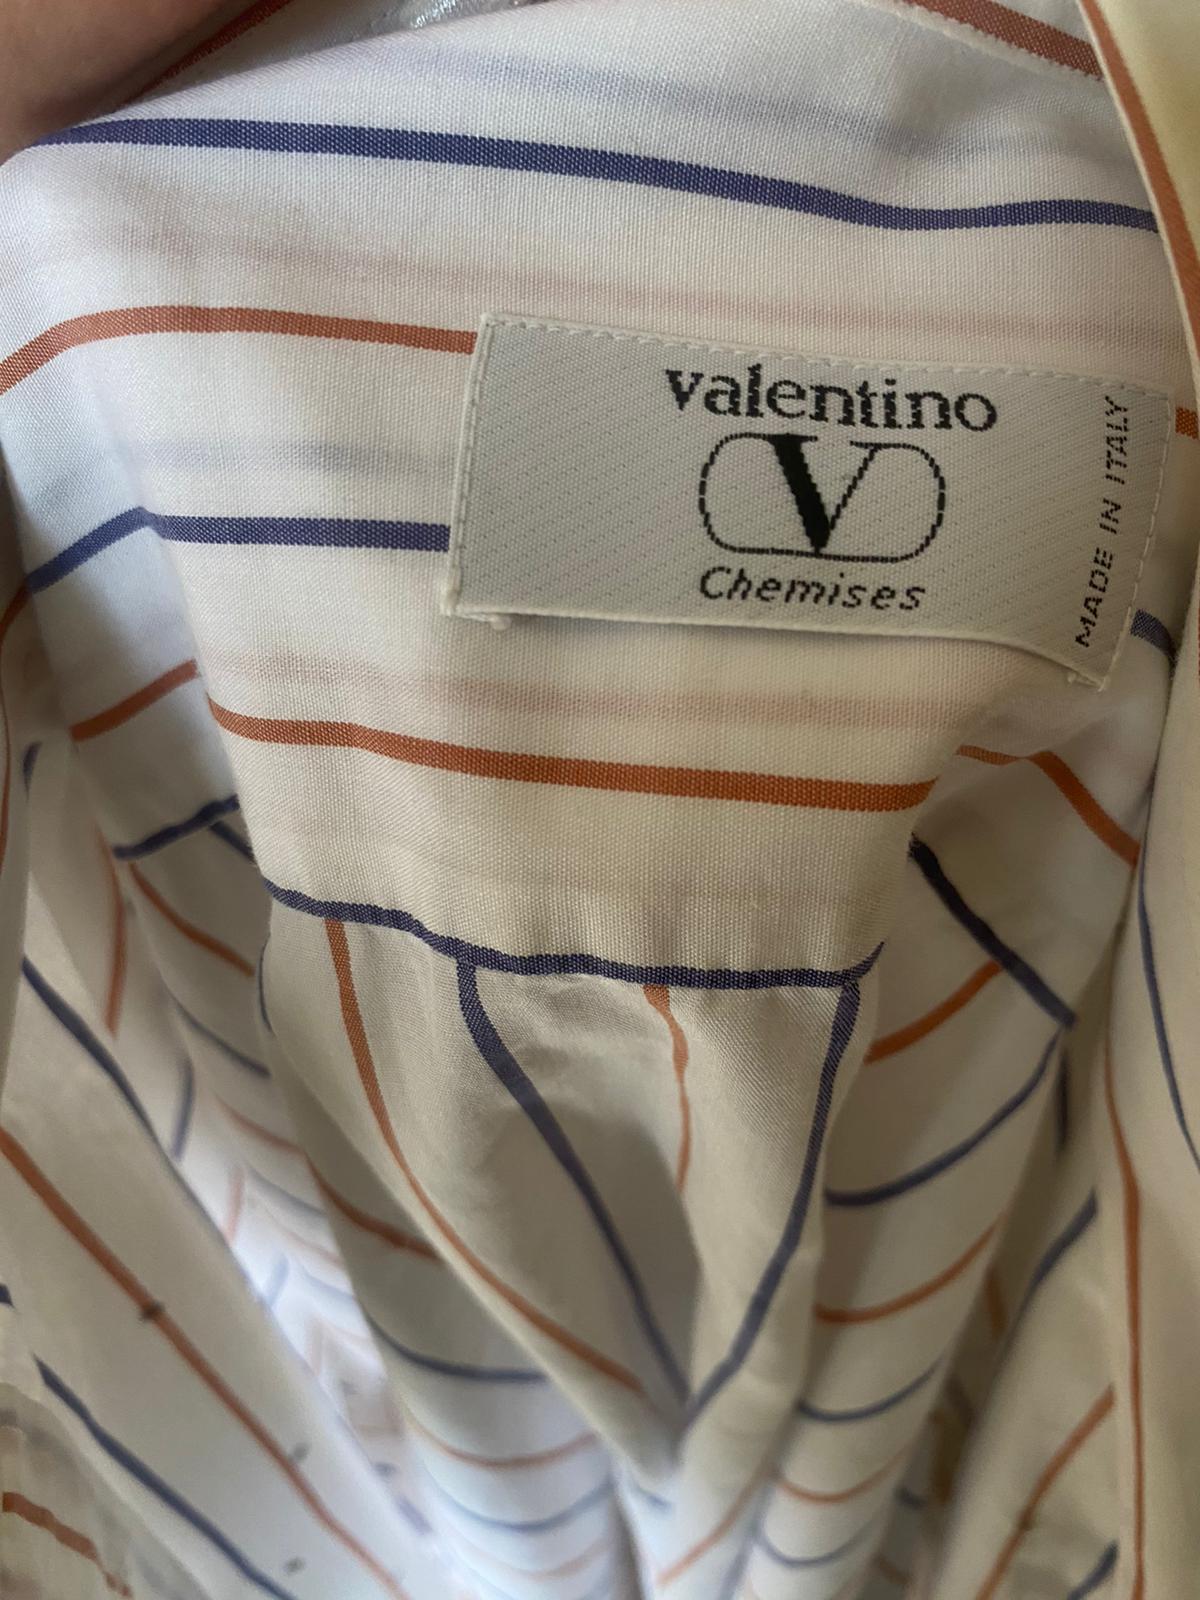 valentino
V
Chemises
MADE IN ITALY